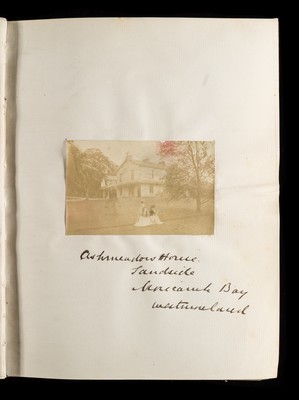 Ashmeadow House.
Sandside
Morecamb Bay
Westmoreland